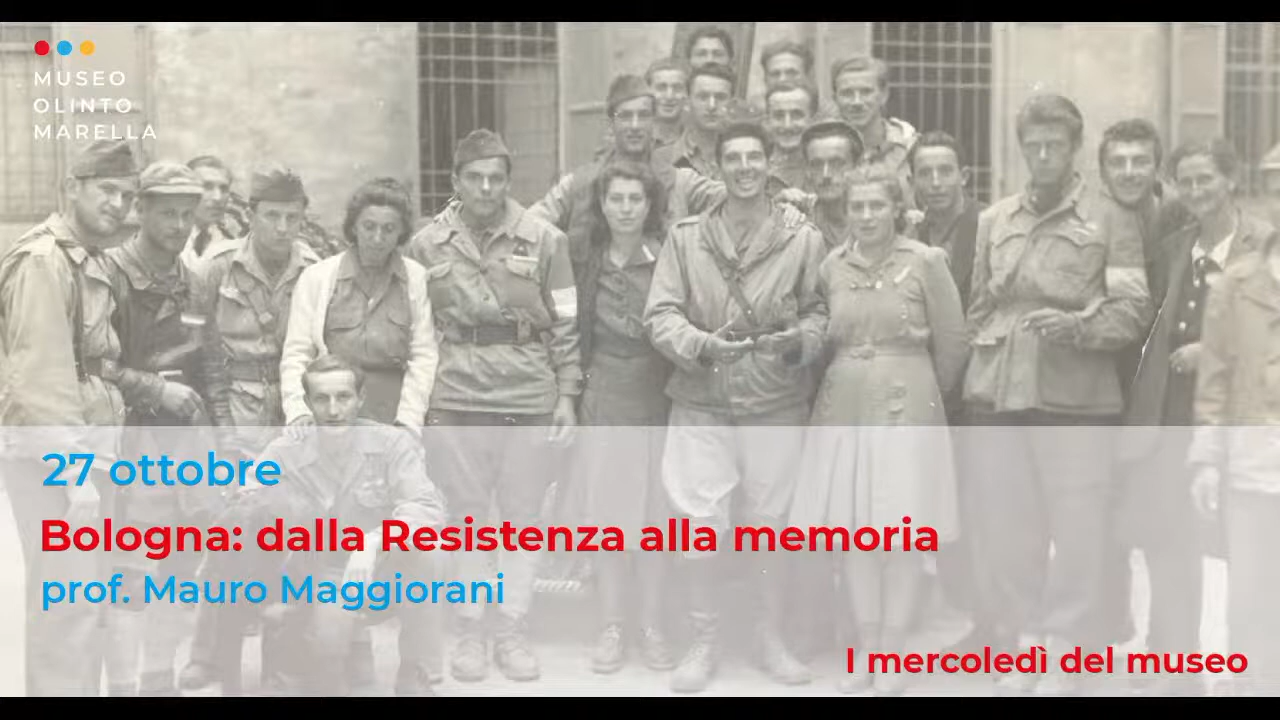 MUSEO
OLINTO
MARELLA
27 ottobre
Bologna: dalla Resistenza alla memoria
prof. Mauro Maggiorani
I mercoledì del museo